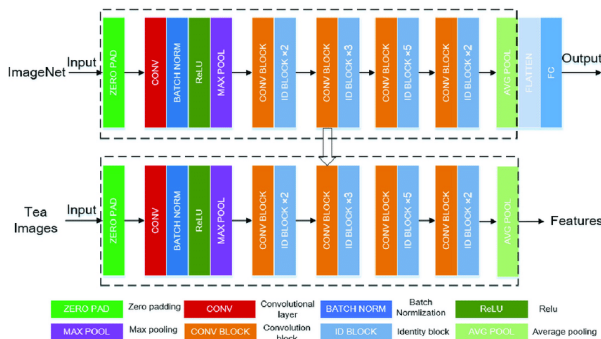 ImageNet
Input
ZERO PAD
CONV
BATCH NORM
ReLU
MAX POOL
CONV BLOCK
ID BLOCK ×2
CONV BLOCK
ID BLOCK ×3
CONV BLOCK
ID BLOCK ×5
CONV BLOCK
ID BLOCK ×2
AVG POOL
FLATTEN
FC
Output
Tea
Images
Input
ZERO PAD
CONV
BATCH NORM
ReLU
MAX POOL
CONV BLOCK
ID BLOCK ×2
CONV BLOCK
ID BLOCK ×3
CONV BLOCK
ID BLOCK ×5
CONV BLOCK
ID BLOCK ×2
AVG POOL
Features
ZERO PAD
Zero padding
CONV
Convolutional
layer
BATCH NORM
Batch
Normlization
ReLU
Relu
MAX POOL
Max pooling
CONV BLOCK
Convolution
block
ID BLOCK
Identity block
AVG POOL
Average pooling